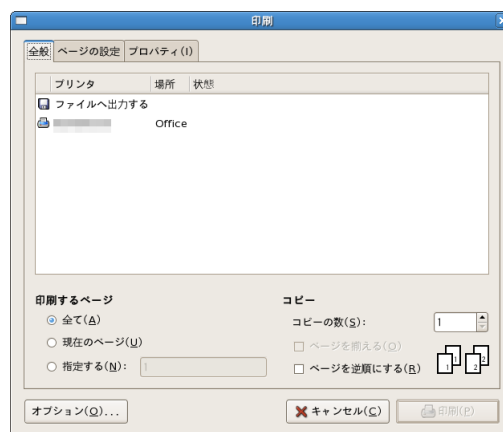 印刷
全般 ページの設定 プロパティ(I)
プリンタ 場所 状態
ファイルへ出力する
Office
印刷するページ
全て(A)
現在のページ(U)
指定する(N): 1
コピー
コピーの数(S): 1
ページを揃える(O)
ページを逆順にする(R)
1 1 2 2
オプション(O)...
キャンセル(C) 印刷(P)